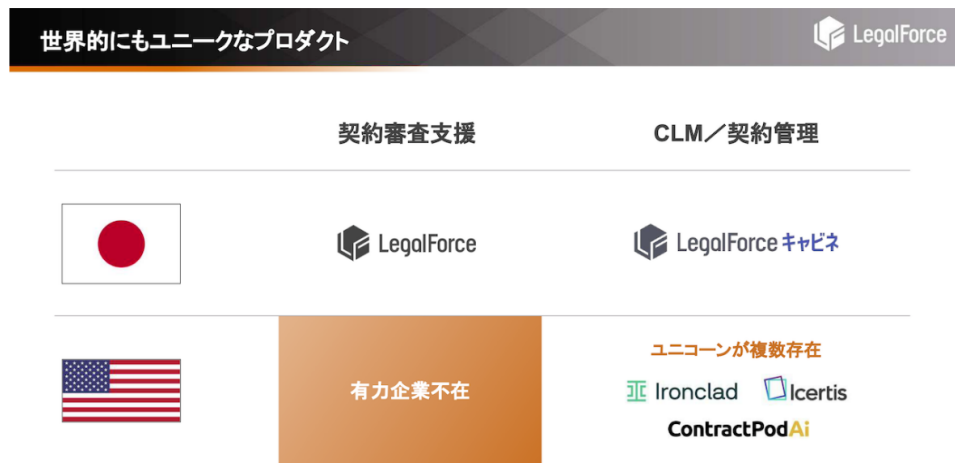 世界的にもユニークなプロダクト
LegalForce
契約審査支援
CLM／契約管理
LegalForce
LegalForce キャビネ
有力企業不在
ユニコーンが複数存在
Ironclad
Icertis
ContractPodAi